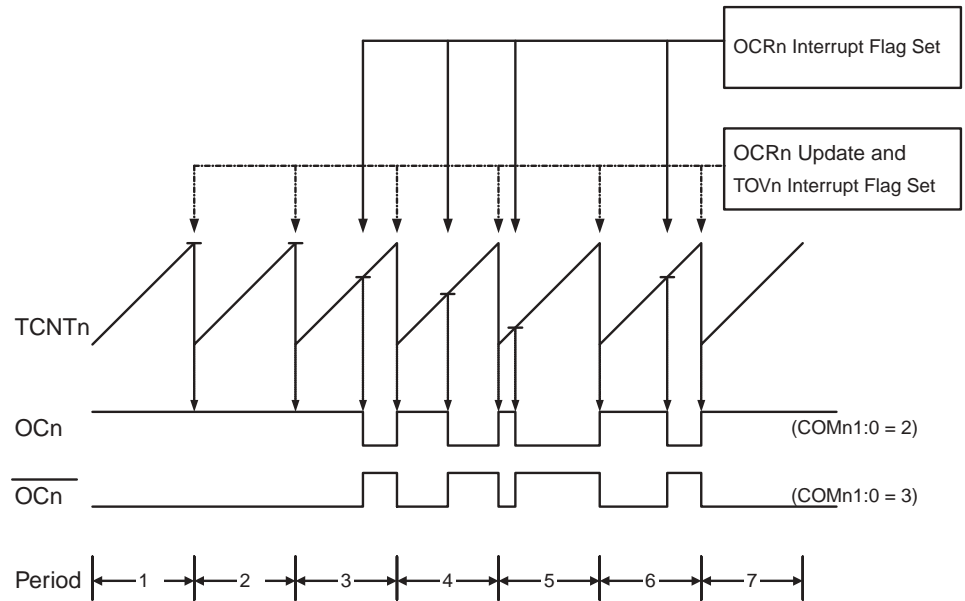 OCRn Interrupt Flag Set
OCRn Update and
TOVn Interrupt Flag Set
TCNTn
OCn
(COMn1:0 = 2)
OCn
(COMn1:0 = 3)
Period
1
2
3
4
5
6
7